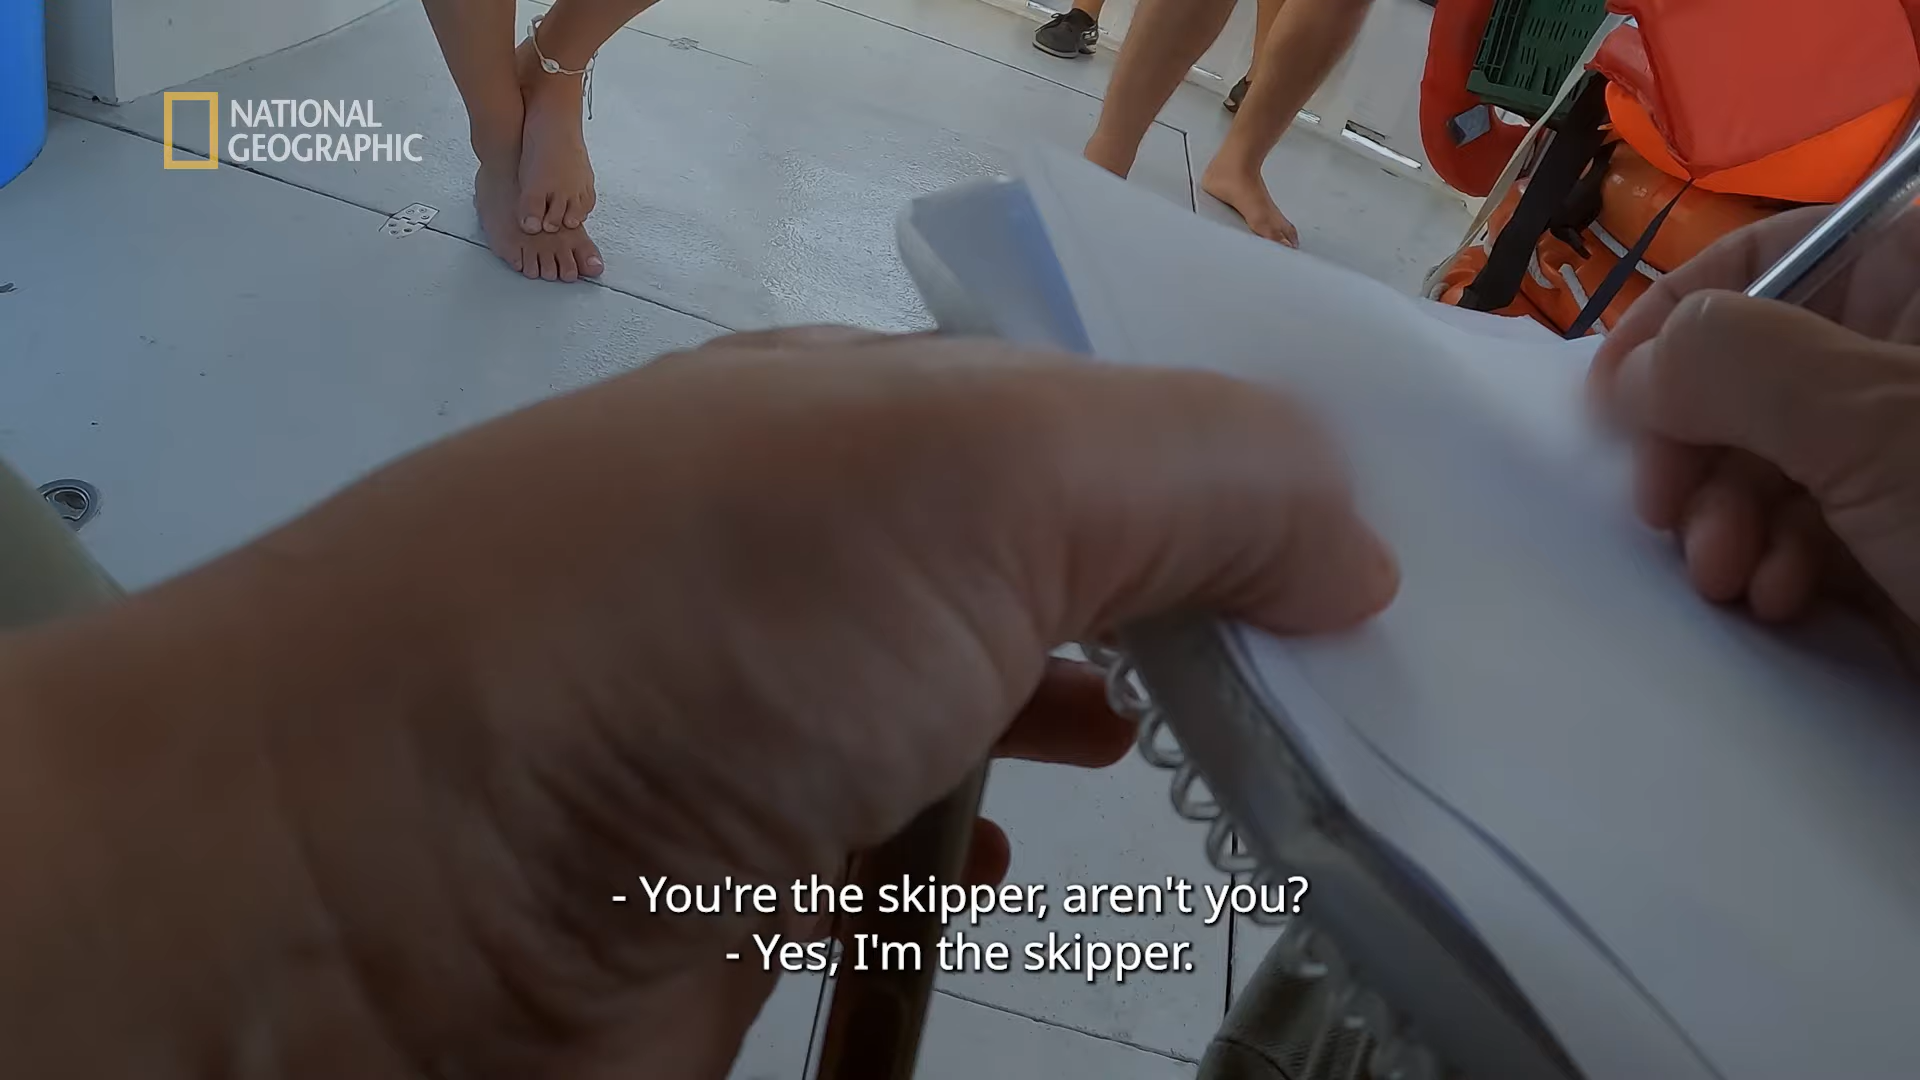 NATIONAL
GEOGRAPHIC
- You're the skipper, aren't you?
- Yes, I'm the skipper.